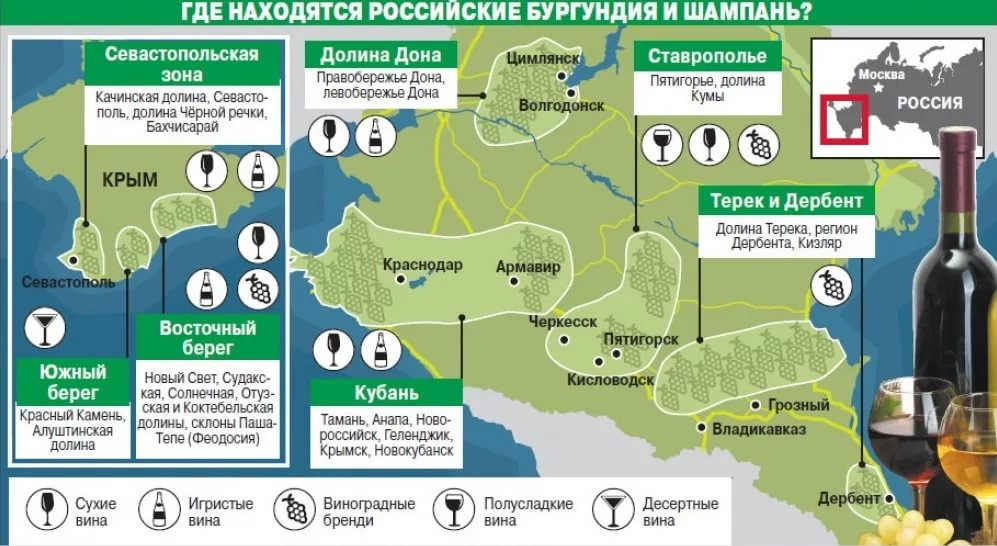 ГДЕ НАХОДЯТСЯ РОССИЙСКИЕ БУРГУНДИЯ И ШАМПАНЬ?
Севастопольская
зона
Качинская долина, Севасто-
поль, долина Чёрной речки,
Бахчисарай
КРЫМ
Севастополь
Южный
берег
Красный Камень,
Алуштинская
долина
Восточный
берег
Новый Свет, Судакс-
кая, Солнечная, Отуз-
ская и Коктебельская
долины, склоны Паша-
Тепе (Феодосия)
Долина Дона
Правобережье Дона,
левобережье Дона
Цимлянск
Волгодонск
Ставрополье
Пятигорье, долина
Кумы
Москва
РОССИЯ
Терек и Дербент
Долина Терека, регион
Дербента, Кизляр
Краснодар
Армавир
Черкесск
Пятигорск
Кисловодск
Кубань
Тамань, Анапа, Ново-
российск, Геленджик,
Крымск, Новокубанск
Грозный
Владикавказ
Дербент
Сухие
вина
Игристые
вина
Виноградные
бренди
Полусладкие
вина
Десертные
вина